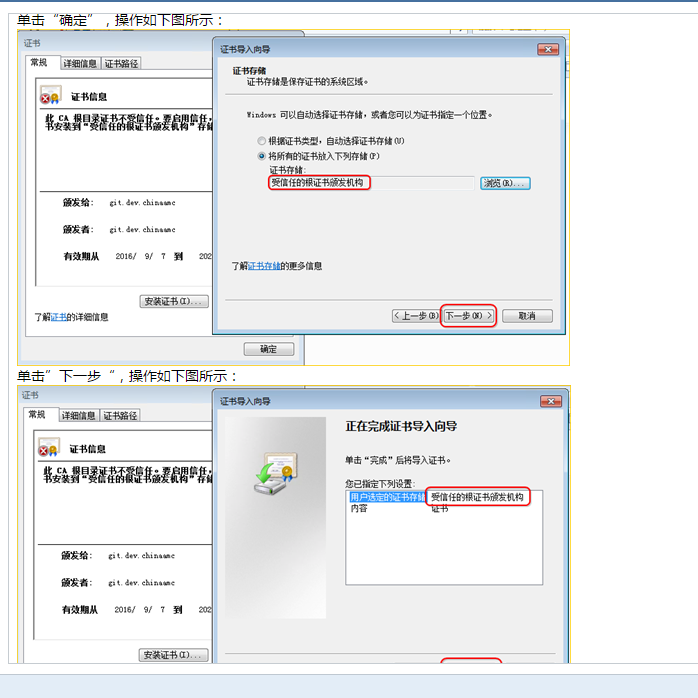 单击“确定”，操作如下图所示：
证书
常规 详细信息 证书路径
证书信息
此 CA 根目录证书不受信任。要启用信任，
书安装到“受信任的根证书颁发机构”存储
颁发给： git.dev.chinaamc
颁发者： git.dev.chinaamc
有效期从 2016/ 9/ 7 到 202
安装证书(I)...
了解证书的详细信息
确定
证书导入向导
证书存储
证书存储是保存证书的系统区域。
Windows 可以自动选择证书存储，或者您可以为证书指定一个位置。
根据证书类型，自动选择证书存储(U)
将所有的证书放入下列存储(P)
证书存储：
受信任的根证书颁发机构
浏览(R)...
了解证书存储的更多信息
< 上一步(B) 下一步(N) > 取消
单击”下一步“，操作如下图所示：
证书
常规 详细信息 证书路径
证书信息
此 CA 根目录证书不受信任。要启用信任，
书安装到“受信任的根证书颁发机构”存储
颁发给： git.dev.chinaamc
颁发者： git.dev.chinaamc
有效期从 2016/ 9/ 7 到 202
安装证书(I)...
证书导入向导
正在完成证书导入向导
单击“完成”后将导入证书。
您已指定下列设置：
用户选定的证书存储 受信任的根证书颁发机构
内容 证书